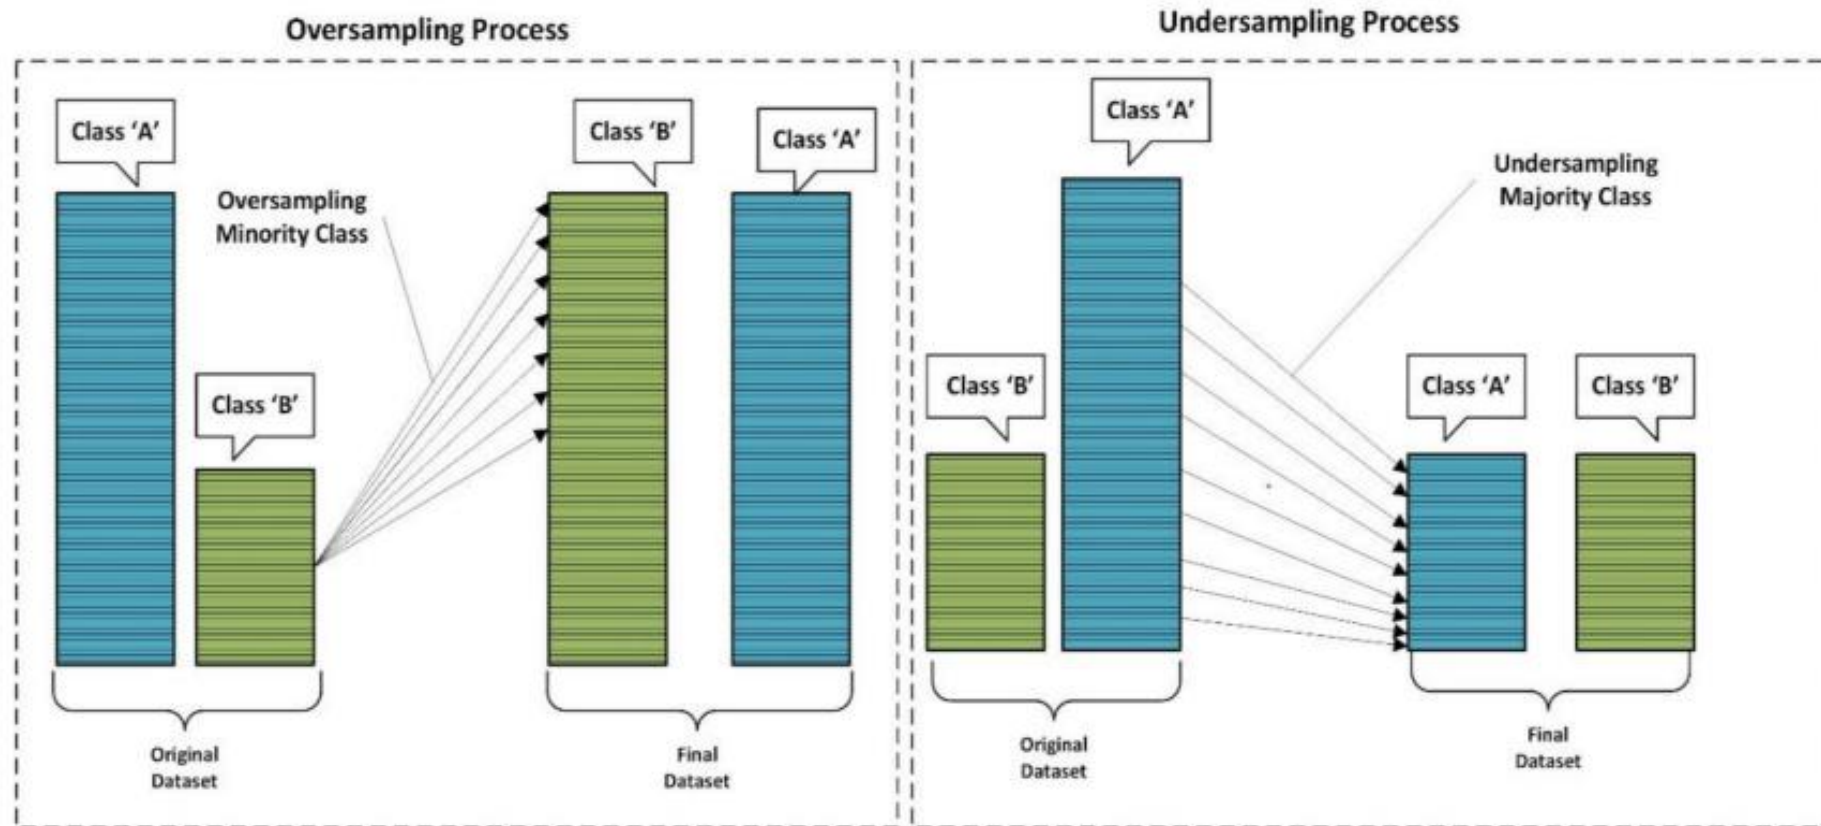 Oversampling Process
Class ‘A’
Oversampling
Minority Class
Class ‘B’
Class ‘B’
Class ‘A’
Original
Dataset
Final
Dataset
Undersampling Process
Class ‘A’
Undersampling
Majority Class
Class ‘B’
Class ‘A’
Class ‘B’
Original
Dataset
Final
Dataset